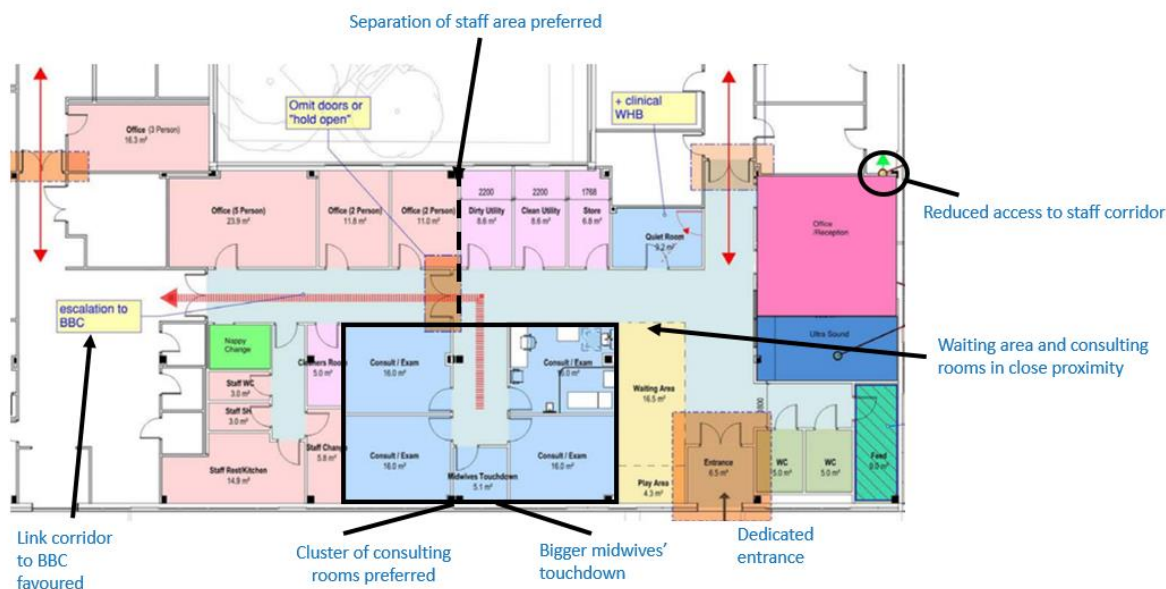 Separation of staff area preferred
Omit doors or
"hold open"
+ clinical
WHB
Office (3 Person)
16.3 m²
Office (5 Person)
23.9 m²
Office (2 Person)
11.8 m²
Office (2 Person)
11.0 m²
2200
Dirty Utility
8.6 m²
2200
Clean Utility
8.6 m²
1768
Store
6.8 m²
Quiet Room
9.2 m²
Office
/Reception
Reduced access to staff corridor
escalation to
BBC
Nappy
Change
Cleaners Room
5.0 m²
Consult / Exam
16.0 m²
Consult / Exam
16.0 m²
Ultra Sound
Waiting area and consulting
rooms in close proximity
Staff WC
3.0 m²
Staff SH
3.0 m²
Waiting Area
16.5 m²
Staff Rest/Kitchen
14.9 m²
Staff Change
5.8 m²
Consult / Exam
16.0 m²
Midwives Touchdown
5.1 m²
Consult / Exam
16.0 m²
Play Area
4.3 m²
Entrance
6.5 m²
WC
5.0 m²
WC
5.0 m²
Feed
Link corridor
to BBC
favoured
Cluster of consulting
rooms preferred
Bigger midwives'
touchdown
Dedicated
entrance